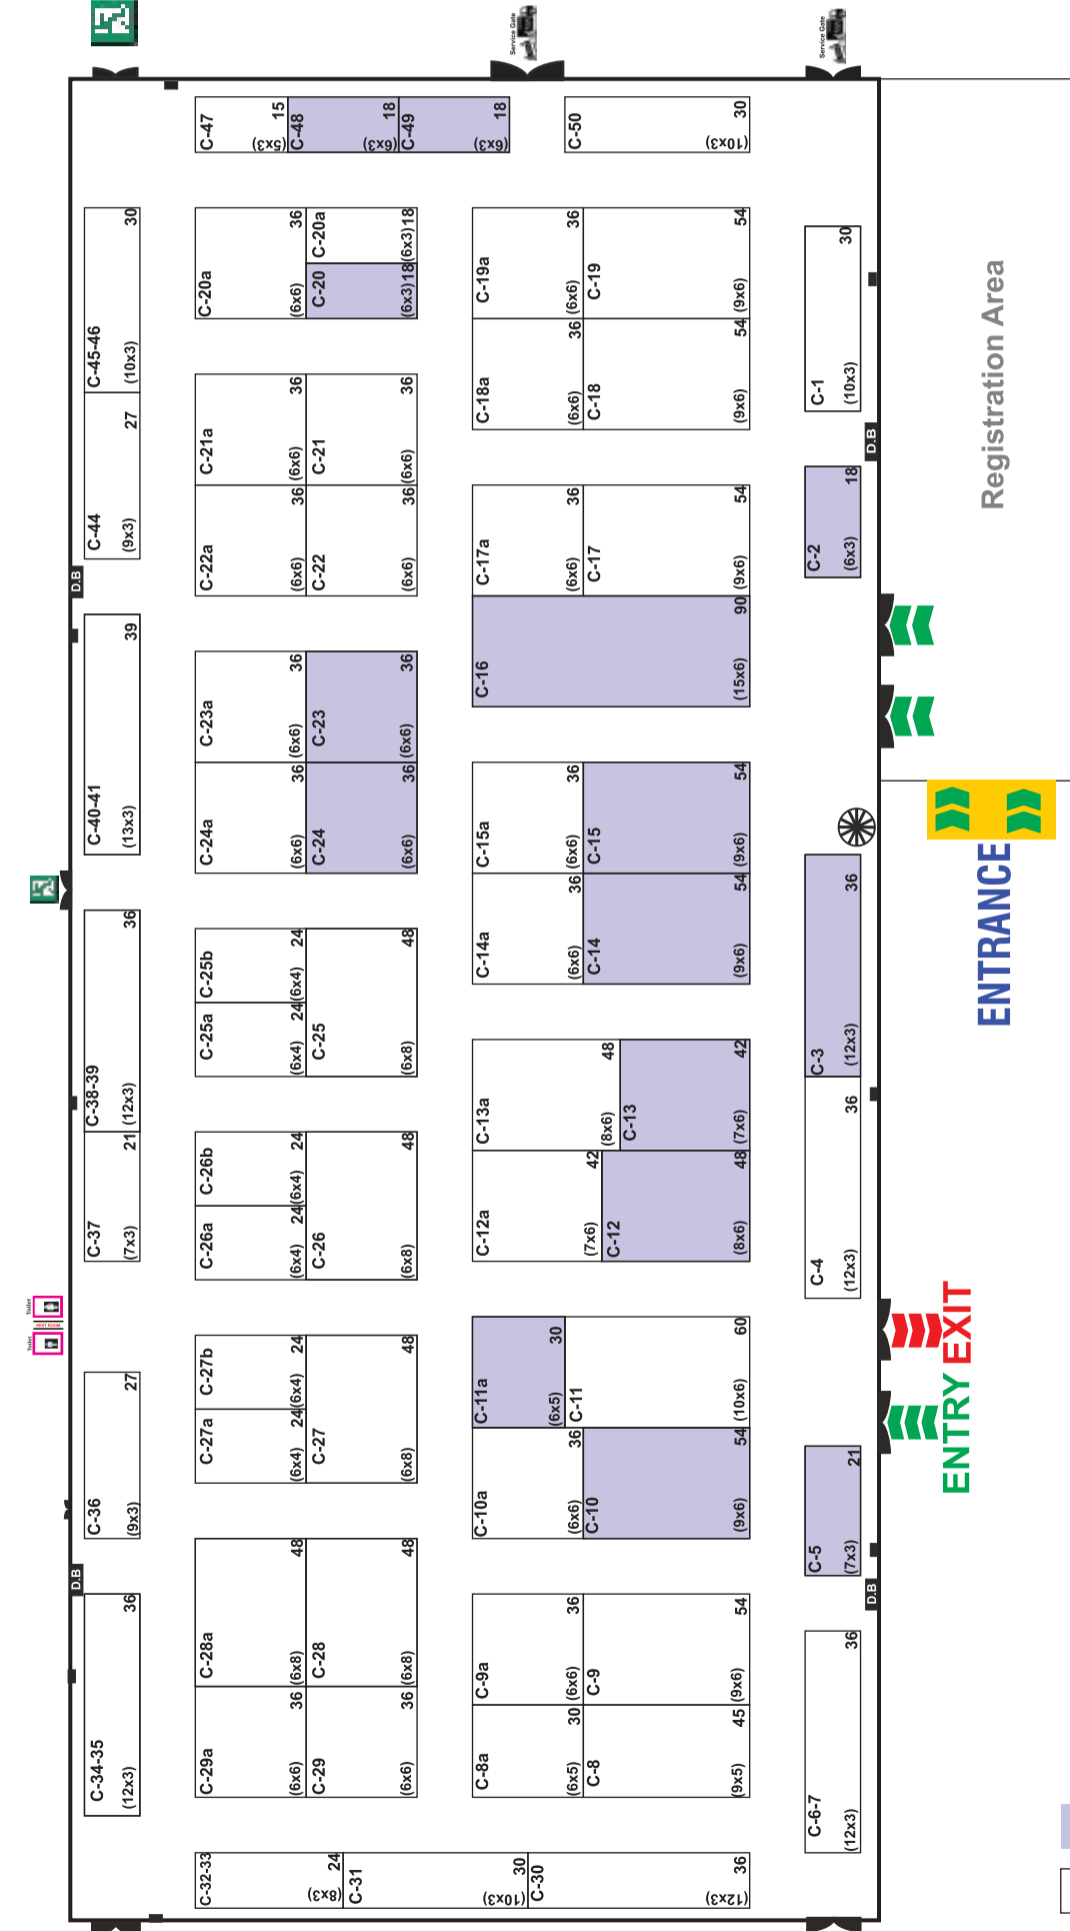 Service Gate
Service Gate
C-47
15
(5x3)
C-48
18
(6x3)
C-49
18
(6x3)
C-50
30
(10x3)
C-45-46
30
(10x3)
C-44
27
(9x3)
D.B
C-40-41
39
(13x3)
C-38-39
36
(12x3)
C-37
21
(7x3)
Toilet
REST ROOM
Toilet
C-36
27
(9x3)
D.B
C-34-35
36
(12x3)
C-20a
36
(6x6)
C-20a
(6x3)18
C-20
(6x3)18
C-21a
36
(6x6)
C-21
36
(6x6)
C-22a
36
(6x6)
C-22
36
(6x6)
C-23a
36
(6x6)
C-23
36
(6x6)
C-24a
36
(6x6)
C-24
36
(6x6)
C-25b
24
(6x4)
C-25a
24
(6x4)
C-25
48
(6x8)
C-26b
24
(6x4)
C-26a
24
(6x4)
C-26
48
(6x8)
C-27b
24
(6x4)
C-27a
24
(6x4)
C-27
48
(6x8)
C-28a
48
(6x8)
C-28
48
(6x8)
C-29a
36
(6x6)
C-29
36
(6x6)
C-32-33
24
(8x3)
C-31
30
(10x3)
C-30
36
(12x3)
C-19a
36
(6x6)
C-19
54
(9x6)
C-18a
36
(6x6)
C-18
54
(9x6)
C-17a
36
(6x6)
C-17
54
(9x6)
C-16
90
(15x6)
C-15a
36
(6x6)
C-15
54
(9x6)
C-14a
36
(6x6)
C-14
54
(9x6)
C-13a
48
(8x6)
C-13
42
(7x6)
C-12a
42
(7x6)
C-12
48
(8x6)
C-11a
30
(6x5)
C-11
60
(10x6)
C-10a
36
(6x6)
C-10
54
(9x6)
C-9a
36
(6x6)
C-9
54
(9x6)
C-8a
30
(6x5)
C-8
45
(9x5)
C-1
30
(10x3)
D.B
C-2
18
(6x3)
C-3
36
(12x3)
C-4
36
(12x3)
C-5
21
(7x3)
D.B
C-6-7
36
(12x3)
Registration Area
ENTRANCE
ENTRY EXIT